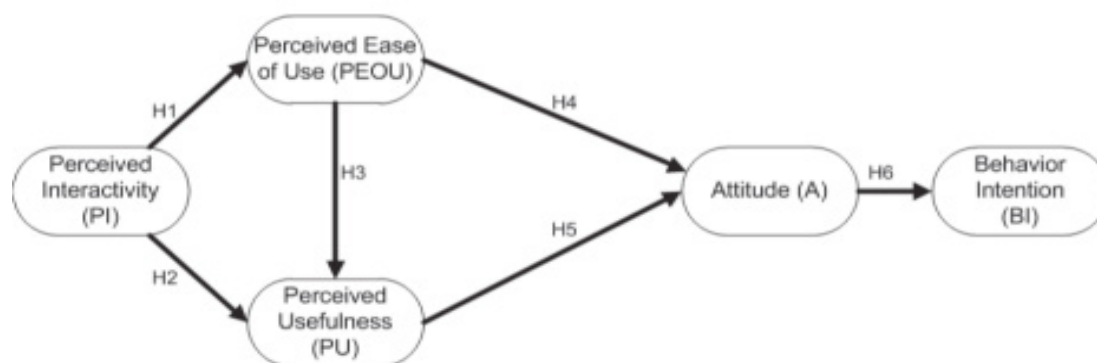 Perceived Ease
of Use (PEOU)
H1
H4
Perceived
Interactivity
(PI)
H3
Attitude (A)
H6
Behavior
Intention
(BI)
H2
H5
Perceived
Usefulness
(PU)